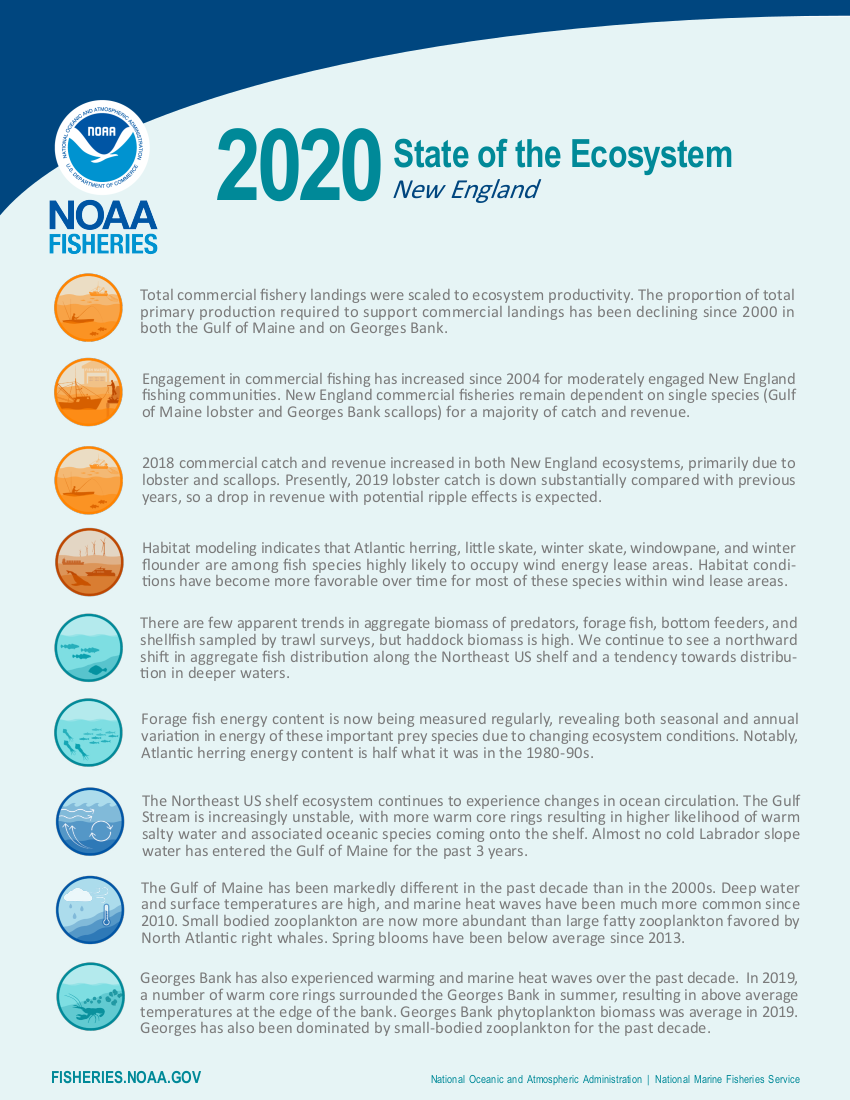 NATIONAL OCEANIC AND ATMOSPHERIC ADMINISTRATION
NOAA
U.S. DEPARTMENT OF COMMERCE
NOAA
FISHERIES
2020 State of the Ecosystem
New England
Total commercial fishery landings were scaled to ecosystem productivity. The proportion of total
primary production required to support commercial landings has been declining since 2000 in
both the Gulf of Maine and on Georges Bank.
Engagement in commercial fishing has increased since 2004 for moderately engaged New England
fishing communities. New England commercial fisheries remain dependent on single species (Gulf
of Maine lobster and Georges Bank scallops) for a majority of catch and revenue.
2018 commercial catch and revenue increased in both New England ecosystems, primarily due to
lobster and scallops. Presently, 2019 lobster catch is down substantially compared with previous
years, so a drop in revenue with potential ripple effects is expected.
Habitat modeling indicates that Atlantic herring, little skate, winter skate, windowpane, and winter
flounder are among fish species highly likely to occupy wind energy lease areas. Habitat condi-
tions have become more favorable over time for most of these species within wind lease areas.
There are few apparent trends in aggregate biomass of predators, forage fish, bottom feeders, and
shellfish sampled by trawl surveys, but haddock biomass is high. We continue to see a northward
shift in aggregate fish distribution along the Northeast US shelf and a tendency towards distribu-
tion in deeper waters.
Forage fish energy content is now being measured regularly, revealing both seasonal and annual
variation in energy of these important prey species due to changing ecosystem conditions. Notably,
Atlantic herring energy content is half what it was in the 1980-90s.
The Northeast US shelf ecosystem continues to experience changes in ocean circulation. The Gulf
Stream is increasingly unstable, with more warm core rings resulting in higher likelihood of warm
salty water and associated oceanic species coming onto the shelf. Almost no cold Labrador slope
water has entered the Gulf of Maine for the past 3 years.
The Gulf of Maine has been markedly different in the past decade than in the 2000s. Deep water
and surface temperatures are high, and marine heat waves have been much more common since
2010. Small bodied zooplankton are now more abundant than large fatty zooplankton favored by
North Atlantic right whales. Spring blooms have been below average since 2013.
Georges Bank has also experienced warming and marine heat waves over the past decade. In 2019,
a number of warm core rings surrounded the Georges Bank in summer, resulting in above average
temperatures at the edge of the bank. Georges Bank phytoplankton biomass was average in 2019.
Georges has also been dominated by small-bodied zooplankton for the past decade.
FISHERIES.NOAA.GOV
National Oceanic and Atmospheric Administration | National Marine Fisheries Service